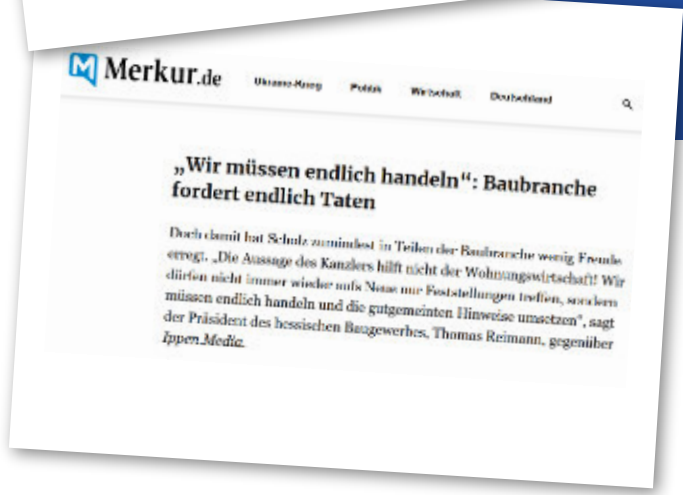 Merkur.de
Ukraine-Krieg Politik Wirtschaft Deutschland
„Wir müssen endlich handeln“: Baubranche
fordert endlich Taten
Doch damit hat Scholz zumindest in Teilen der Baubranche wenig Freude
erregt. „Die Aussage des Kanzlers hilft nicht der Wohnungswirtschaft! Wir
dürfen nicht immer wieder aufs Neue nur Feststellungen treffen, sondern
müssen endlich handeln und die gutgemeinten Hinweise umsetzen“, sagt
der Präsident des hessischen Baugewerbes, Thomas Reimann, gegenüber
Ippen.Media.